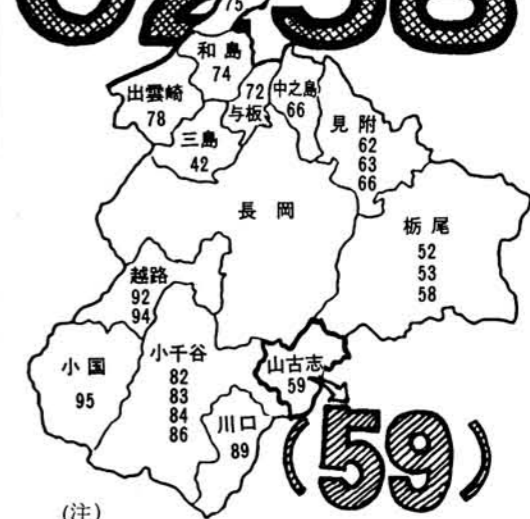 0258
75
和島
74
出雲崎
78
72
与板
中之島
66
見附
62
63
66
三島
42
長岡
栃尾
52
53
58
越路
92
94
小国
95
小千谷
82
83
84
86
山古志
59
川口
89
(59)
(注)